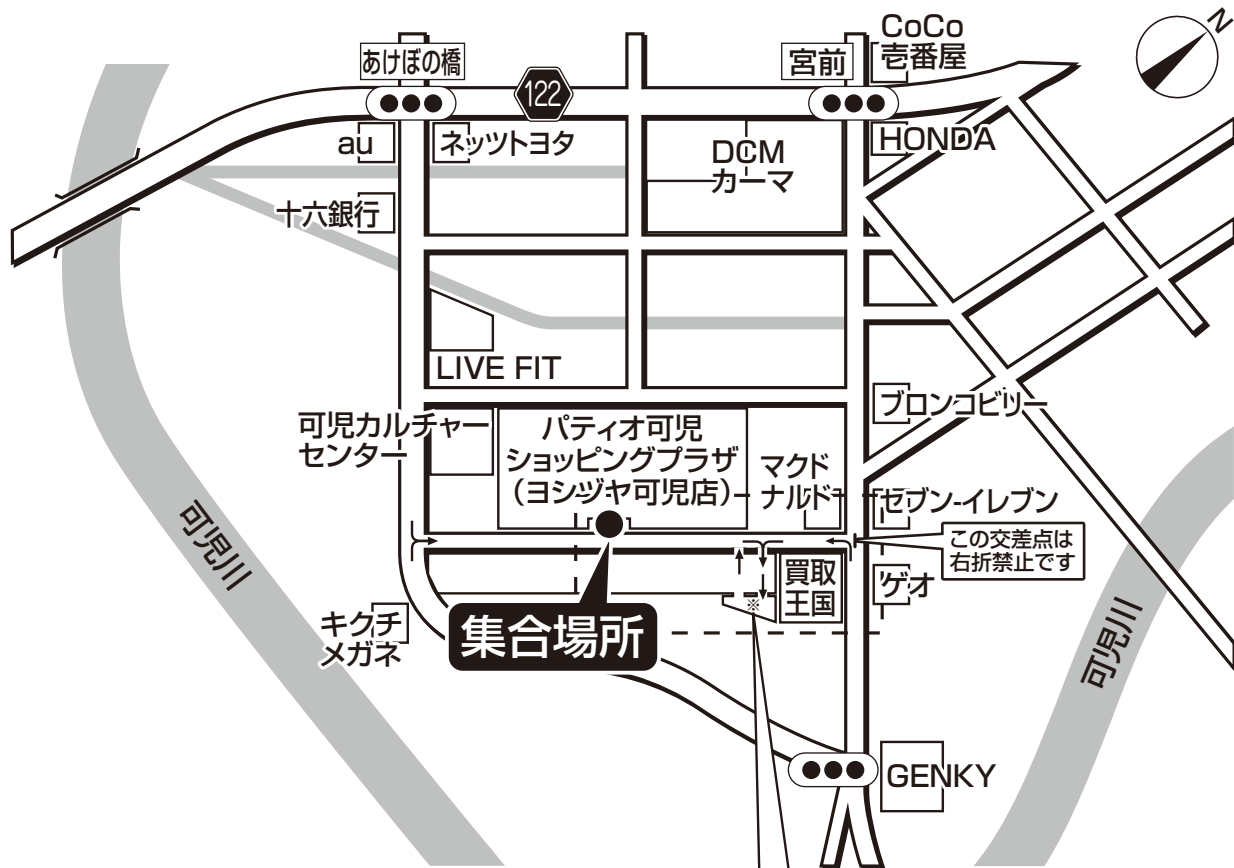 CoCo
壱番屋
N
あけぼの橋
122
宮前
au
ネッツトヨタ
DCM
カーマ
HONDA
十六銀行
LIVE FIT
ブロンコビリー
可児カルチャー
センター
パティオ可児
ショッピングプラザ
（ヨシヅヤ可児店）
マクド
ナルド
セブン-イレブン
この交差点は
右折禁止です
可児川
買取
王国
ゲオ
※
キクチ
メガネ
集合場所
可児川
GENKY